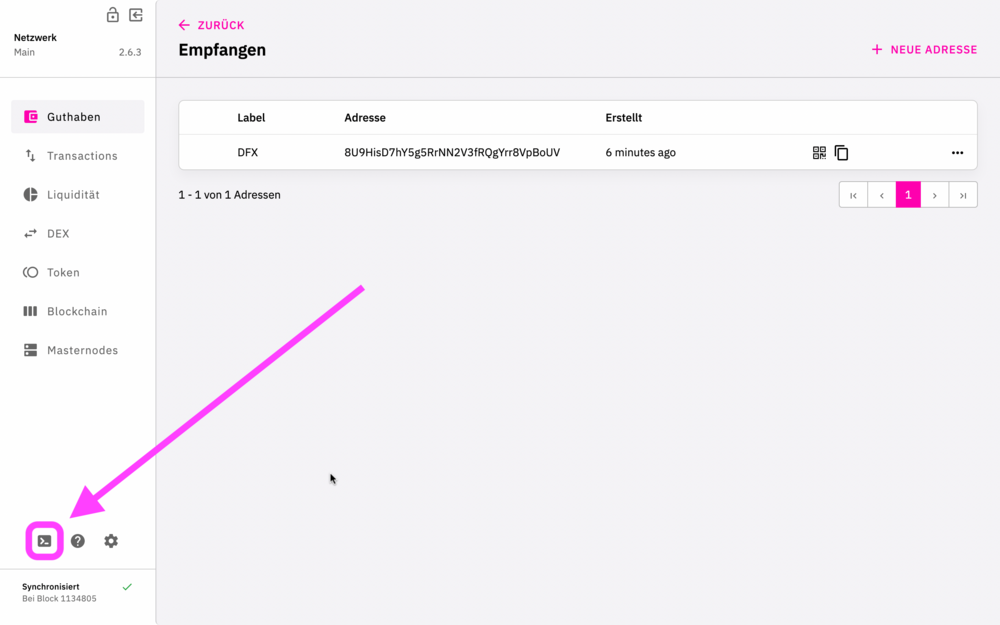 Netzwerk
Main 2.6.3
Guthaben
Transactions
Liquidität
DEX
Token
Blockchain
Masternodes
Synchronisiert
Bei Block 1134805
ZURÜCK
Empfangen
NEUE ADRESSE
Label Adresse Erstellt
DFX 8U9HisD7hY5g5RrNN2V3fRQgYrr8VpBoUV 6 minutes ago
1 - 1 von 1 Adressen
1